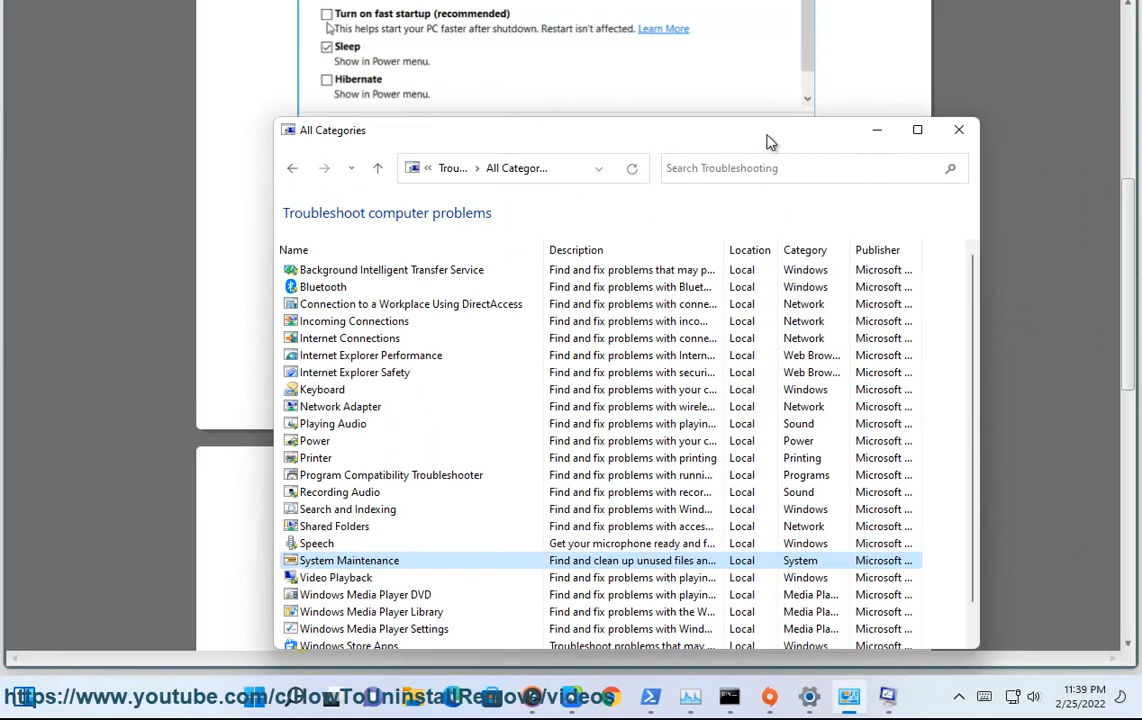 Turn on fast startup (recommended)
This helps start your PC faster after shutdown. Restart isn't affected. Learn More
Sleep
Show in Power menu.
Hibernate
Show in Power menu.
All Categories
« Trou... › All Categor...
Search Troubleshooting
Troubleshoot computer problems
Name Description Location Category Publisher
Background Intelligent Transfer Service Find and fix problems that may p... Local Windows Microsoft ...
Bluetooth Find and fix problems with Bluet... Local Windows Microsoft ...
Connection to a Workplace Using DirectAccess Find and fix problems with conne... Local Network Microsoft ...
Incoming Connections Find and fix problems with inco... Local Network Microsoft ...
Internet Connections Find and fix problems with conne... Local Network Microsoft ...
Internet Explorer Performance Find and fix problems with Intern... Local Web Brow... Microsoft ...
Internet Explorer Safety Find and fix problems with securi... Local Web Brow... Microsoft ...
Keyboard Find and fix problems with your c... Local Windows Microsoft ...
Network Adapter Find and fix problems with wirele... Local Network Microsoft ...
Playing Audio Find and fix problems with playin... Local Sound Microsoft ...
Power Find and fix problems with your c... Local Power Microsoft ...
Printer Find and fix problems with printing Local Printing Microsoft ...
Program Compatibility Troubleshooter Find and fix problems with runni... Local Programs Microsoft ...
Recording Audio Find and fix problems with recor... Local Sound Microsoft ...
Search and Indexing Find and fix problems with Wind... Local Windows Microsoft ...
Shared Folders Find and fix problems with acces... Local Network Microsoft ...
Speech Get your microphone ready and f... Local Windows Microsoft ...
System Maintenance Find and clean up unused files an... Local System Microsoft ...
Video Playback Find and fix problems with playin... Local Windows Microsoft ...
Windows Media Player DVD Find and fix problems with playin... Local Media Pla... Microsoft ...
Windows Media Player Library Find and fix problems with the W... Local Media Pla... Microsoft ...
Windows Media Player Settings Find and fix problems with Wind... Local Media Pla... Microsoft ...
Windows Store Apps Troubleshoot problems that may ... Local Windows Microsoft ...
https://www.youtube.com/c/HowToUninstallRemove/videos
11:39 PM
2/25/2022